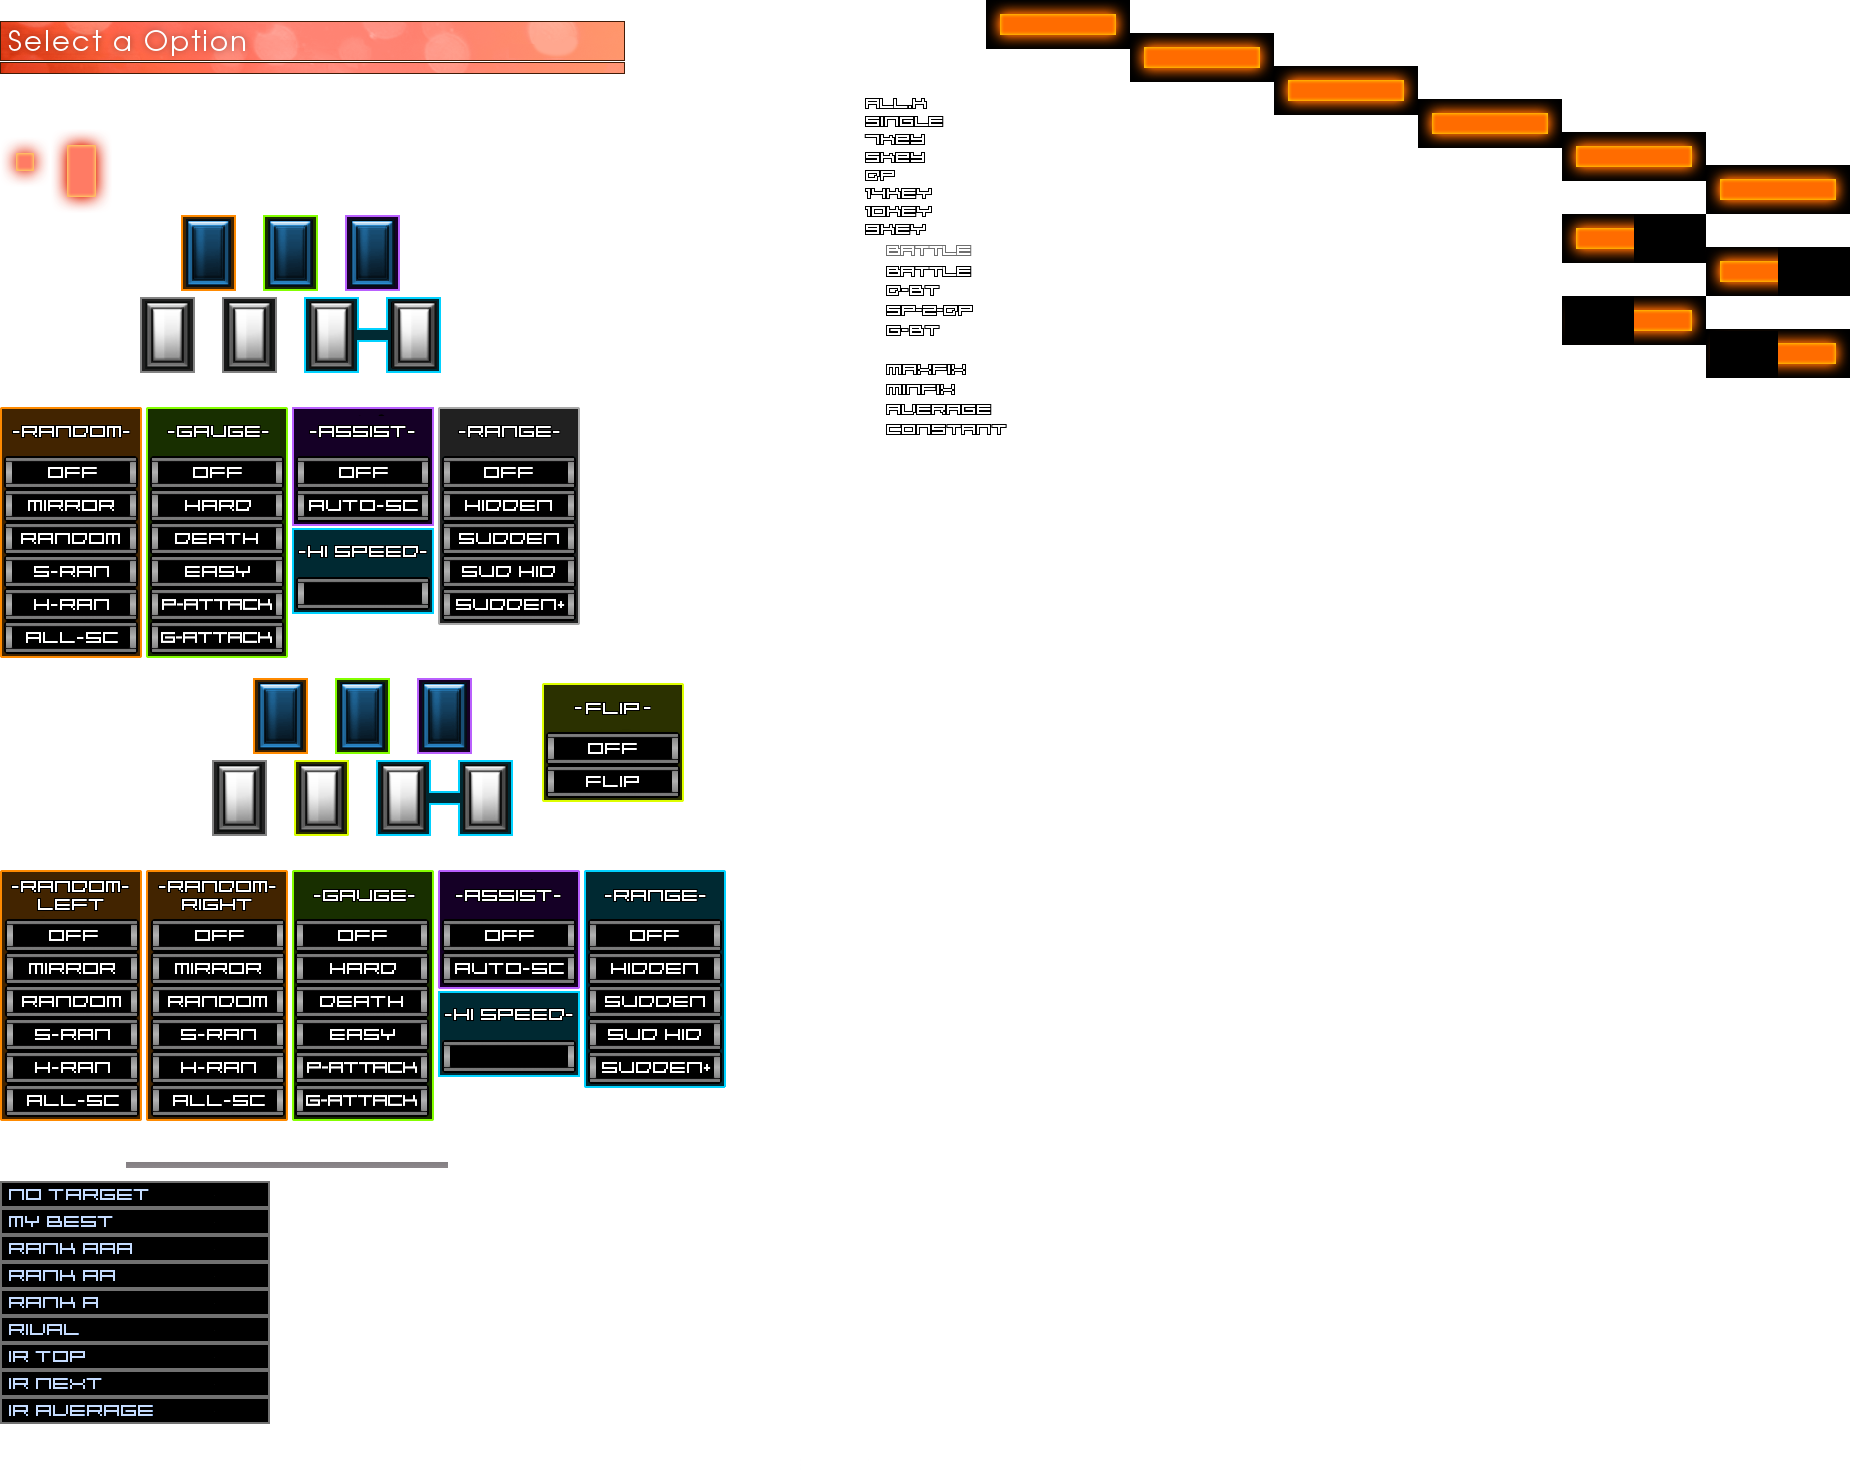 Select a Option
ALL.K
SINGLE
7KEY
5KEY
DP
14KEY
10KEY
9KEY
BATTLE
BATTLE
D-BT
SP-2-DP
G-BT
MAXFIX
MINFIX
AVERAGE
CONSTANT
-RANDOM-
OFF
MIRROR
RANDOM
S-RAN
H-RAN
ALL-SC
-GAUGE-
OFF
HARD
DEATH
EASY
P-ATTACK
G-ATTACK
-ASSIST-
OFF
AUTO-SC
-HI SPEED-
-RANGE-
OFF
HIDDEN
SUDDEN
SUD HID
SUDDEN+
-FLIP-
OFF
FLIP
-RANDOM-
LEFT
OFF
MIRROR
RANDOM
S-RAN
H-RAN
ALL-SC
-RANDOM-
RIGHT
OFF
MIRROR
RANDOM
S-RAN
H-RAN
ALL-SC
-GAUGE-
OFF
HARD
DEATH
EASY
P-ATTACK
G-ATTACK
-ASSIST-
OFF
AUTO-SC
-HI SPEED-
-RANGE-
OFF
HIDDEN
SUDDEN
SUD HID
SUDDEN+
NO TARGET
MY BEST
RANK AAA
RANK AA
RANK A
RIVAL
IR TOP
IR NEXT
IR AVERAGE